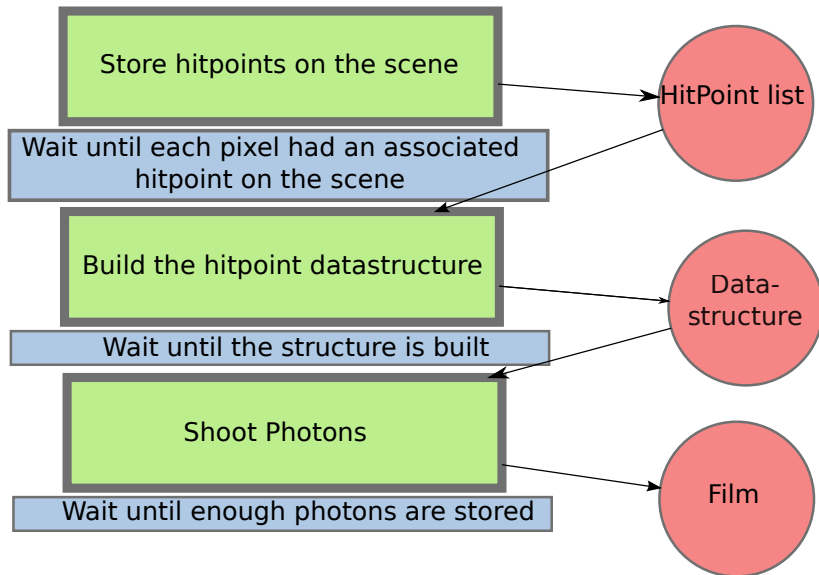 Store hitpoints on the scene
HitPoint list
Wait until each pixel had an associated
hitpoint on the scene
Build the hitpoint datastructure
Data-
structure
Wait until the structure is built
Shoot Photons
Film
Wait until enough photons are stored